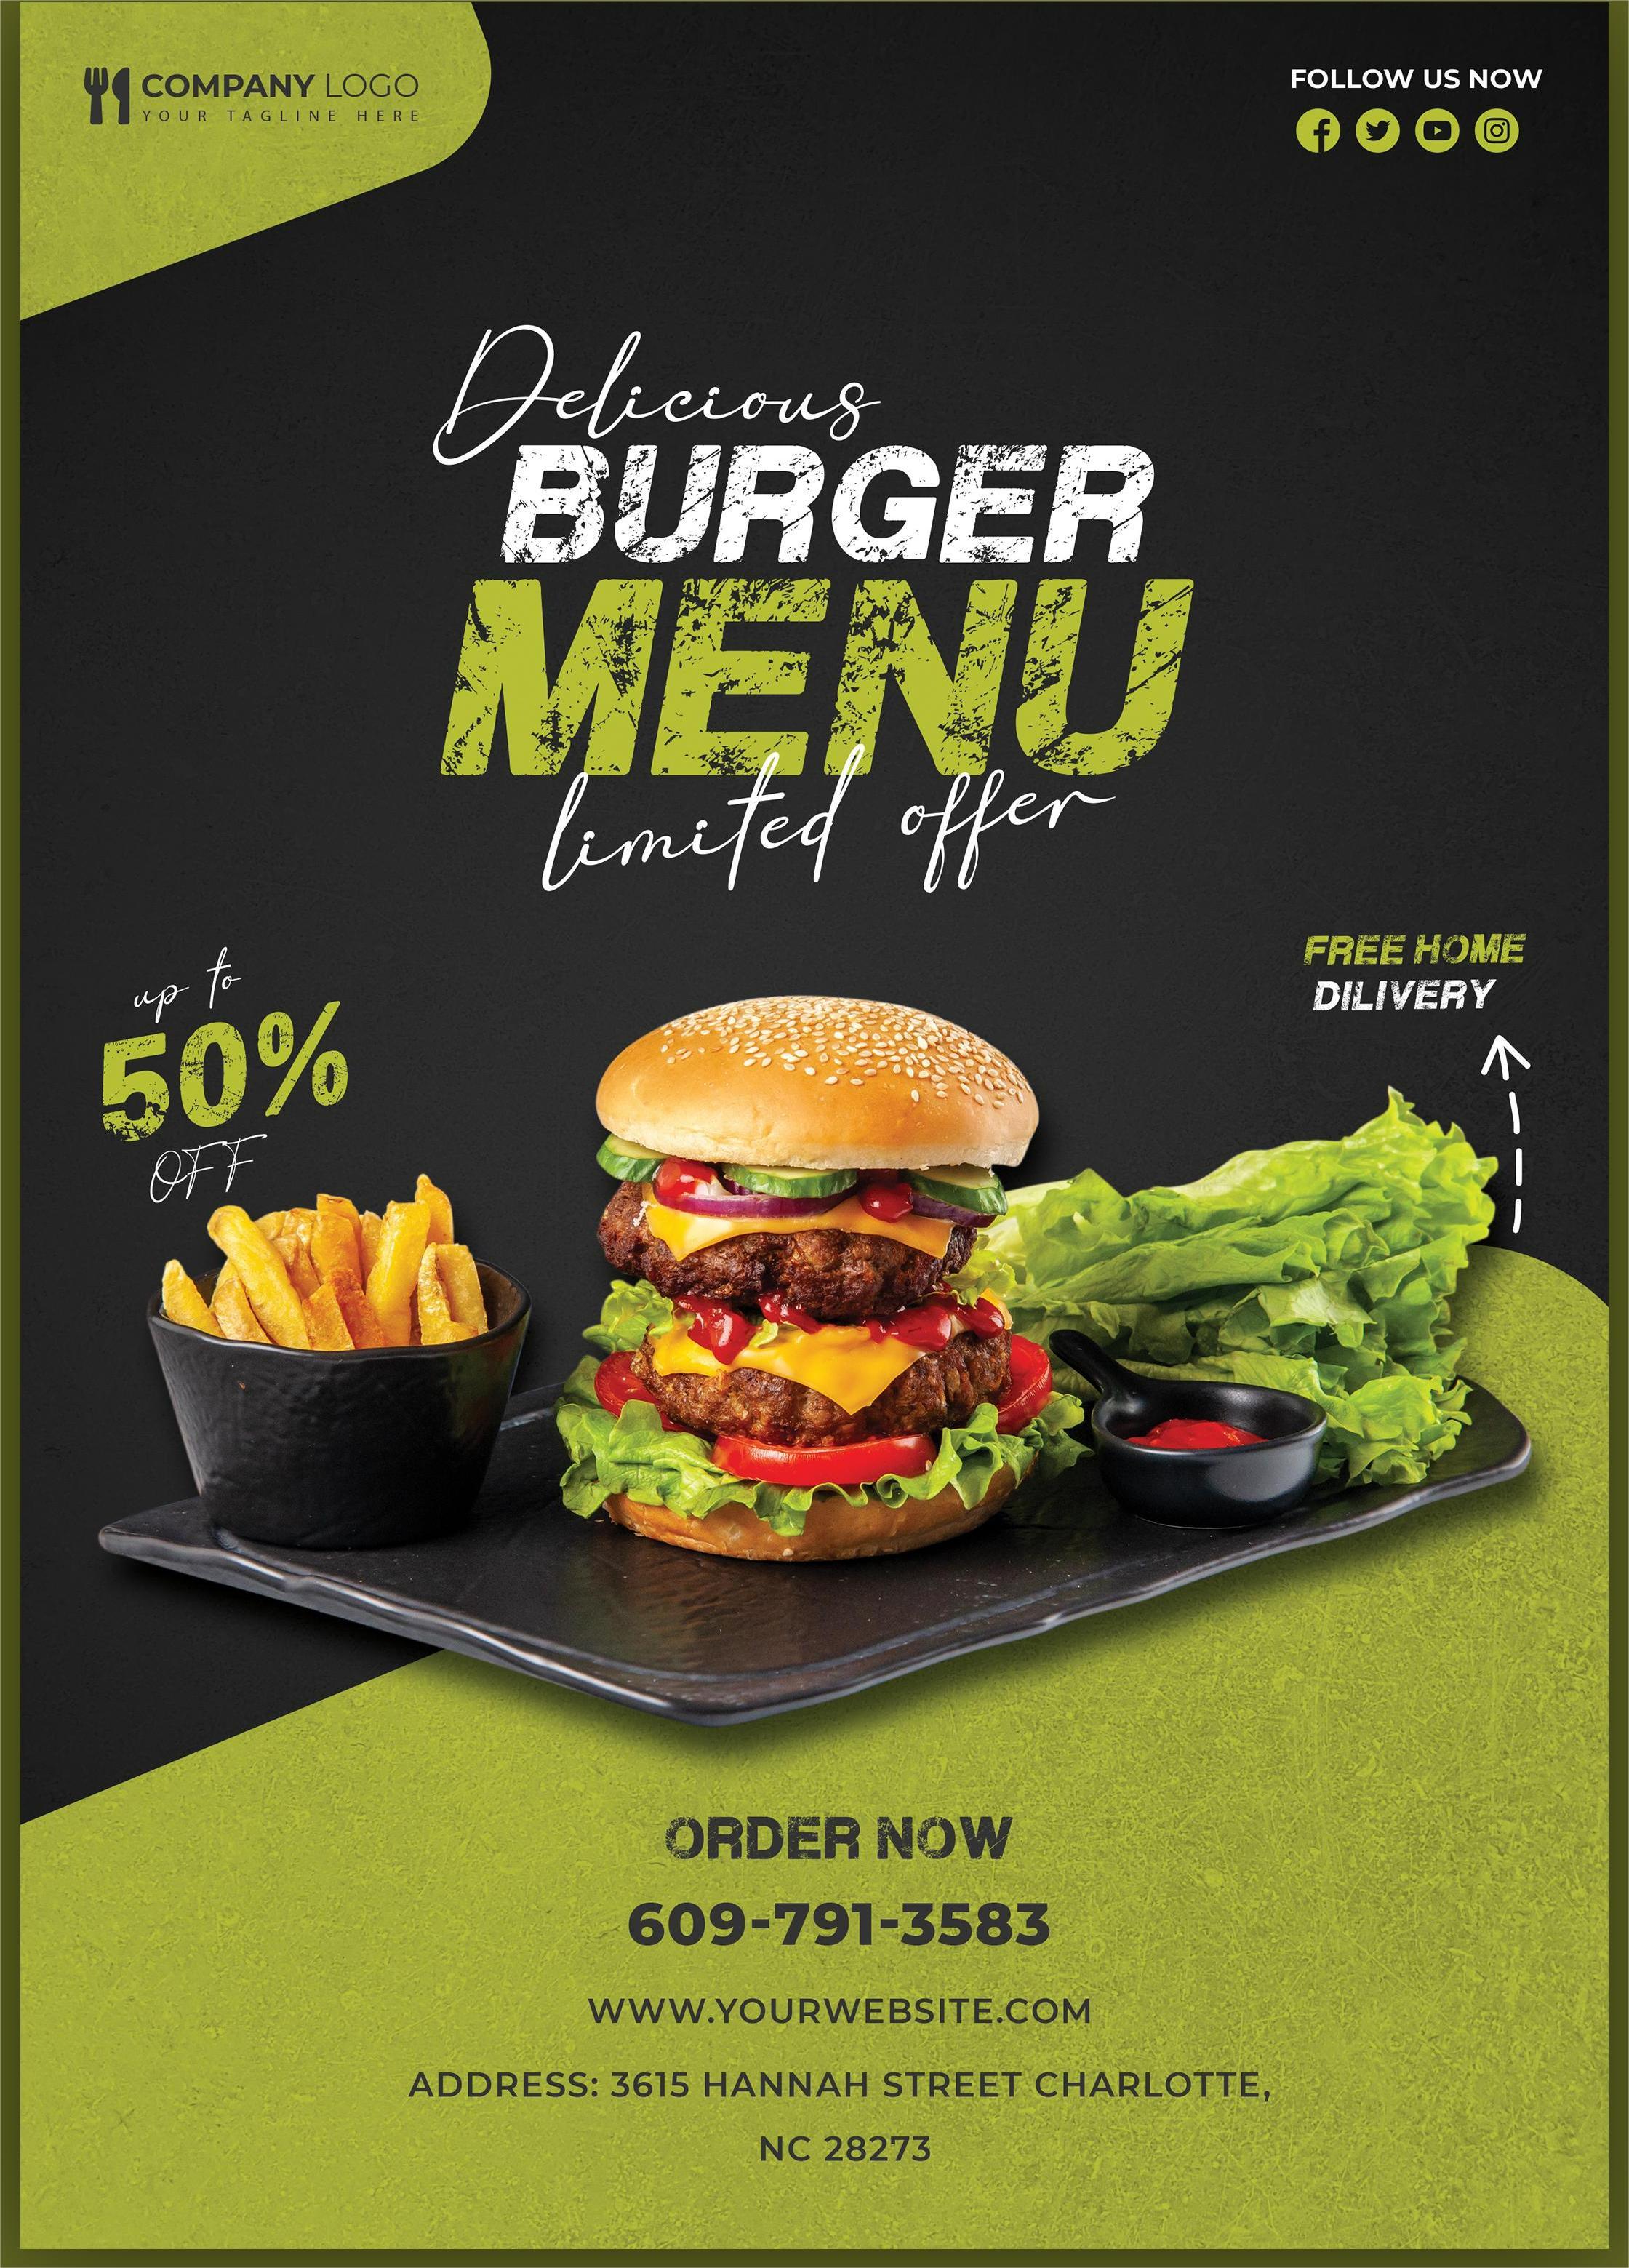 COMPANY LOGO
YOUR TAGLINE HERE
FOLLOW US NOW
Delicious
BURGER
MENU
limited offer
up to
50%
OFF
FREE HOME
DILIVERY
ORDER NOW
609-791-3583
WWW.YOURWEBSITE.COM
ADDRESS: 3615 HANNAH STREET CHARLOTTE,
NC 28273